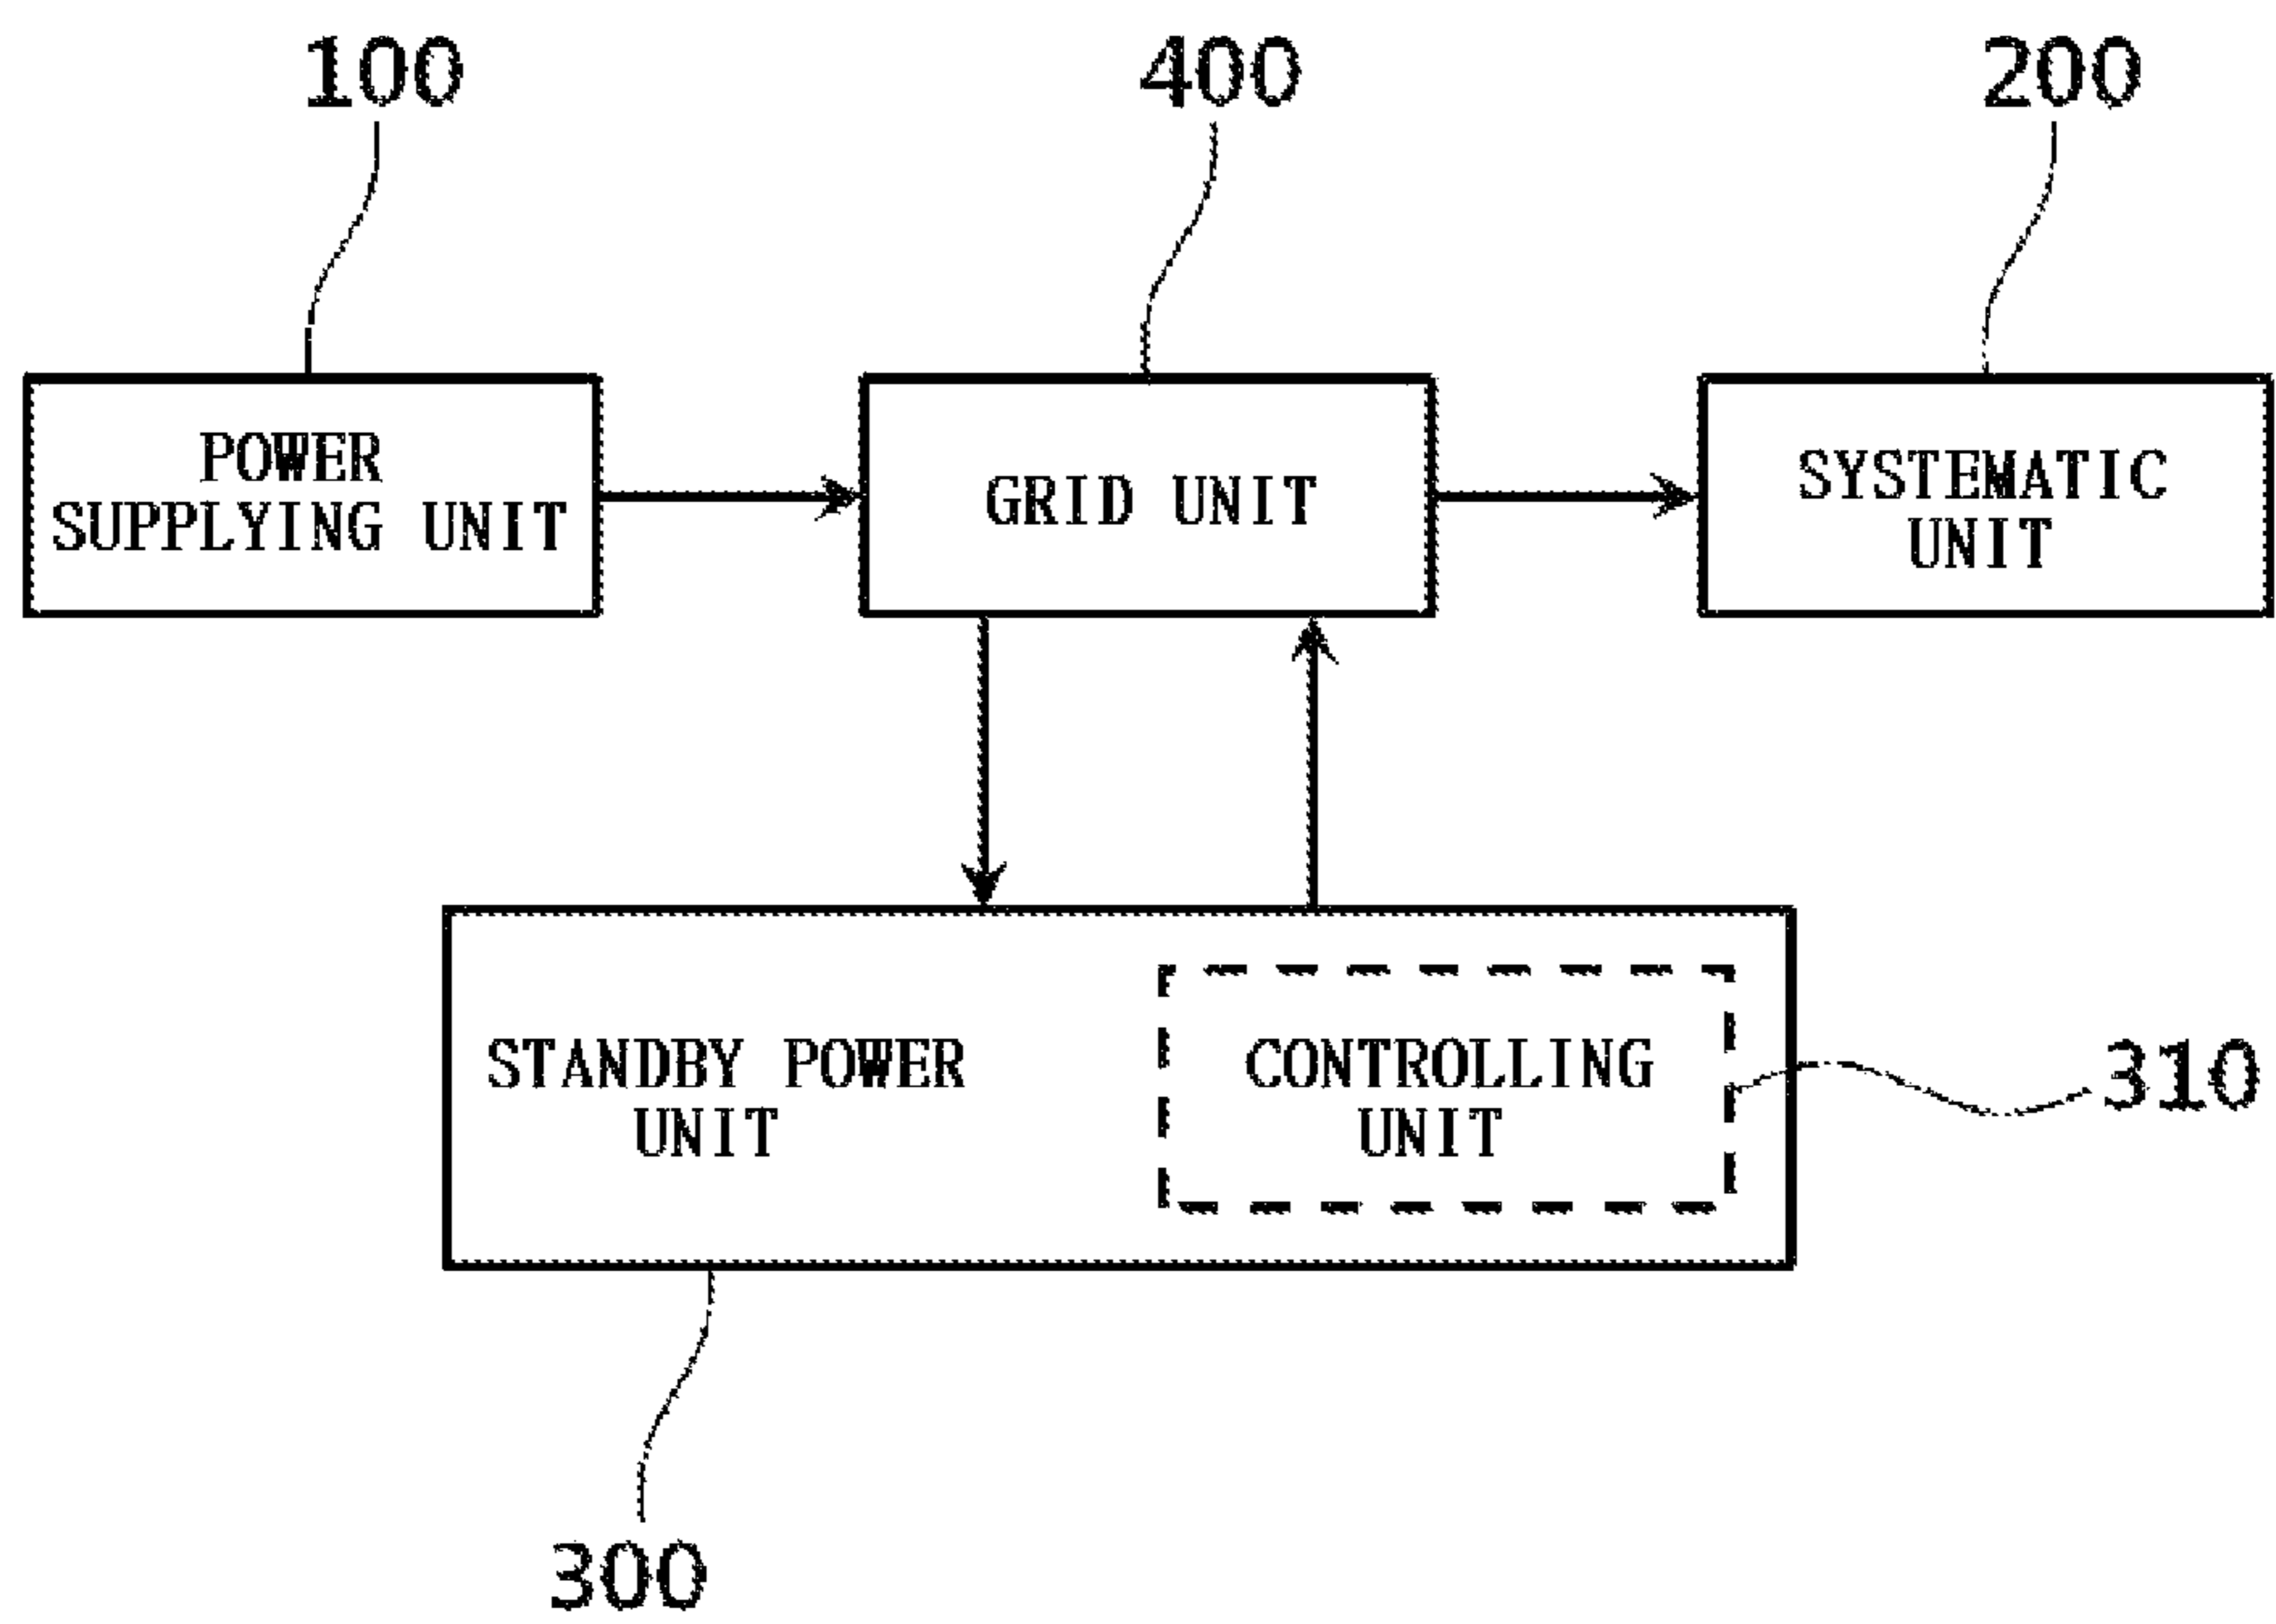 100
400
200
POWER
SUPPLYING UNIT
GRID UNIT
SYSTEMATIC
UNIT
STANDBY POWER
UNIT
CONTROLLING
UNIT
310
300